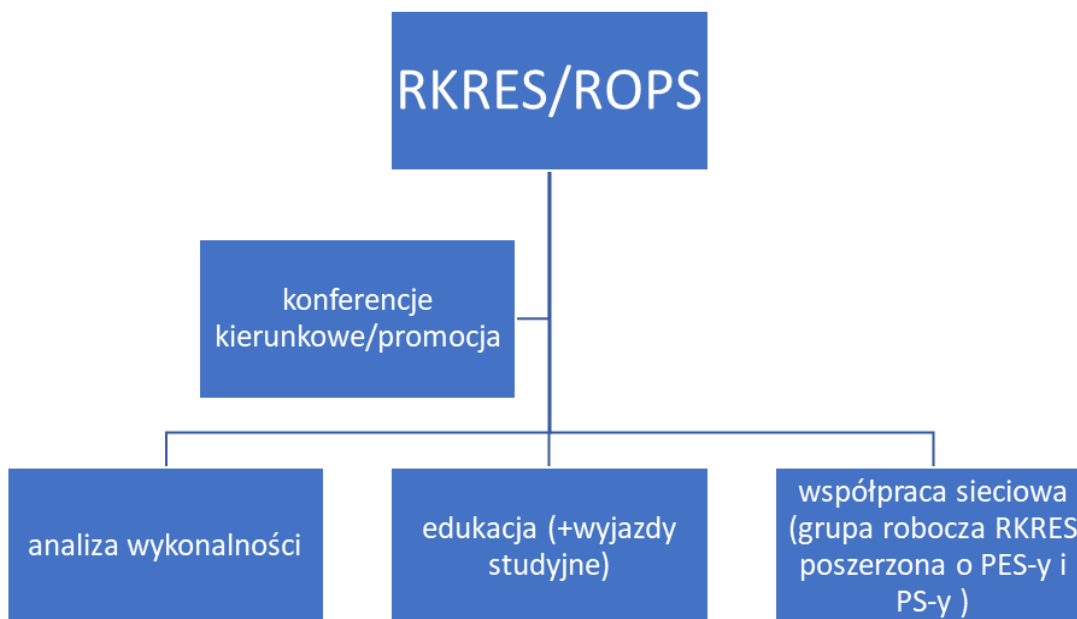 RKRES/ROPS
konferencje
kierunkowe/promocja
analiza wykonalności
edukacja (+wyjazdy
studyjne)
współpraca sieciowa
(grupa robocza RKRES
poszerzona o PES-y i
PS-y )